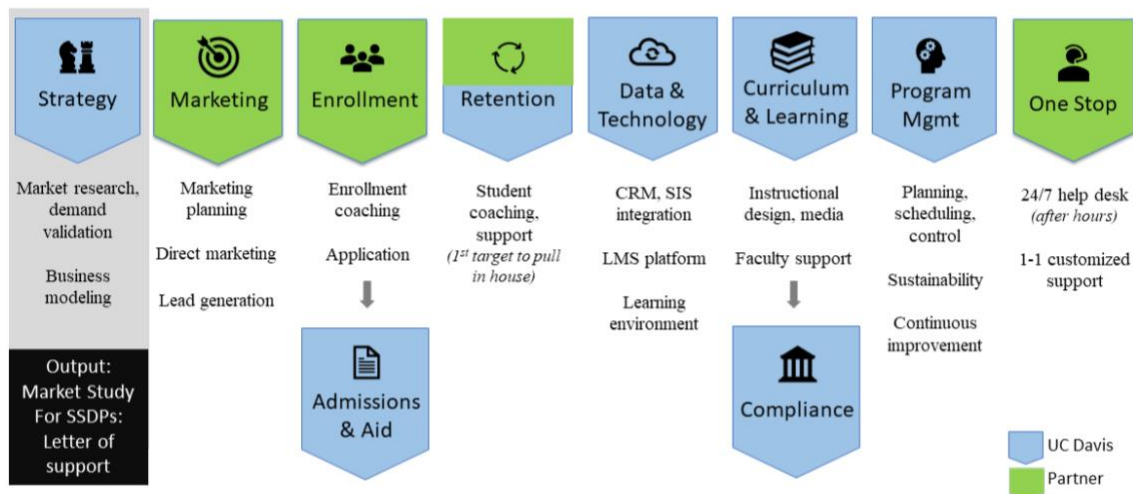 Strategy
Market research,
demand
validation
Business
modeling
Output:
Market Study
For SSDPs:
Letter of
support
Marketing
Marketing
planning
Direct marketing
Lead generation
Enrollment
Enrollment
coaching
Application
Admissions
& Aid
Retention
Student
coaching,
support
(1st target to pull
in house)
Data &
Technology
CRM, SIS
integration
LMS platform
Learning
environment
Curriculum
& Learning
Instructional
design, media
Faculty support
Compliance
Program
Mgmt
Planning,
scheduling,
control
Sustainability
Continuous
improvement
One Stop
24/7 help desk
(after hours)
1-1 customized
support
UC Davis
Partner